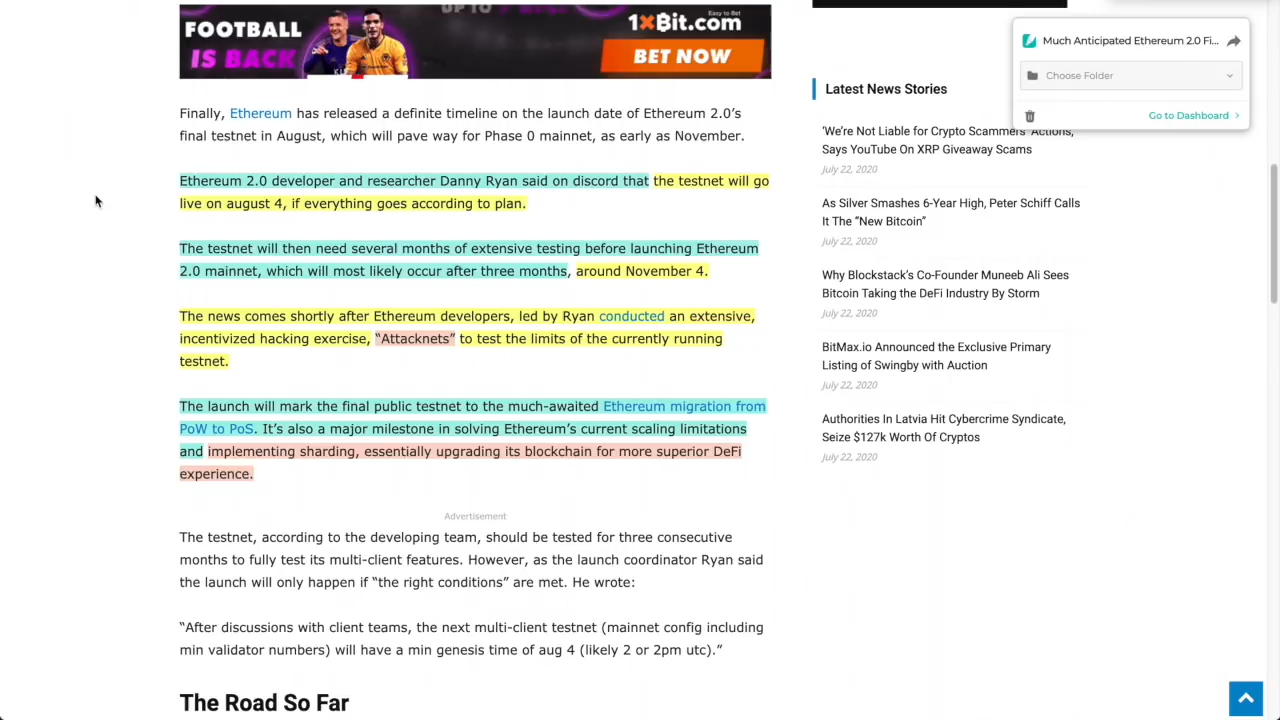 UP TO
FOOTBALL
IS BACK
Easy to Bet
1xBit.com
BET NOW
Finally, Ethereum has released a definite timeline on the launch date of Ethereum 2.0’s
final testnet in August, which will pave way for Phase 0 mainnet, as early as November.
Ethereum 2.0 developer and researcher Danny Ryan said on discord that the testnet will go
live on august 4, if everything goes according to plan.
The testnet will then need several months of extensive testing before launching Ethereum
2.0 mainnet, which will most likely occur after three months, around November 4.
The news comes shortly after Ethereum developers, led by Ryan conducted an extensive,
incentivized hacking exercise, “Attacknets” to test the limits of the currently running
testnet.
The launch will mark the final public testnet to the much-awaited Ethereum migration from
PoW to PoS. It’s also a major milestone in solving Ethereum’s current scaling limitations
and implementing sharding, essentially upgrading its blockchain for more superior DeFi
experience.
Advertisement
The testnet, according to the developing team, should be tested for three consecutive
months to fully test its multi-client features. However, as the launch coordinator Ryan said
the launch will only happen if “the right conditions” are met. He wrote:
“After discussions with client teams, the next multi-client testnet (mainnet config including
min validator numbers) will have a min genesis time of aug 4 (likely 2 or 2pm utc).”
The Road So Far
Much Anticipated Ethereum 2.0 Fi...
Choose Folder
Go to Dashboard
Latest News Stories
‘We’re Not Liable for Crypto Scammers’ Actions,
Says YouTube On XRP Giveaway Scams
July 22, 2020
As Silver Smashes 6-Year High, Peter Schiff Calls
It The “New Bitcoin”
July 22, 2020
Why Blockstack’s Co-Founder Muneeb Ali Sees
Bitcoin Taking the DeFi Industry By Storm
July 22, 2020
BitMax.io Announced the Exclusive Primary
Listing of Swingby with Auction
July 22, 2020
Authorities In Latvia Hit Cybercrime Syndicate,
Seize $127k Worth Of Cryptos
July 22, 2020